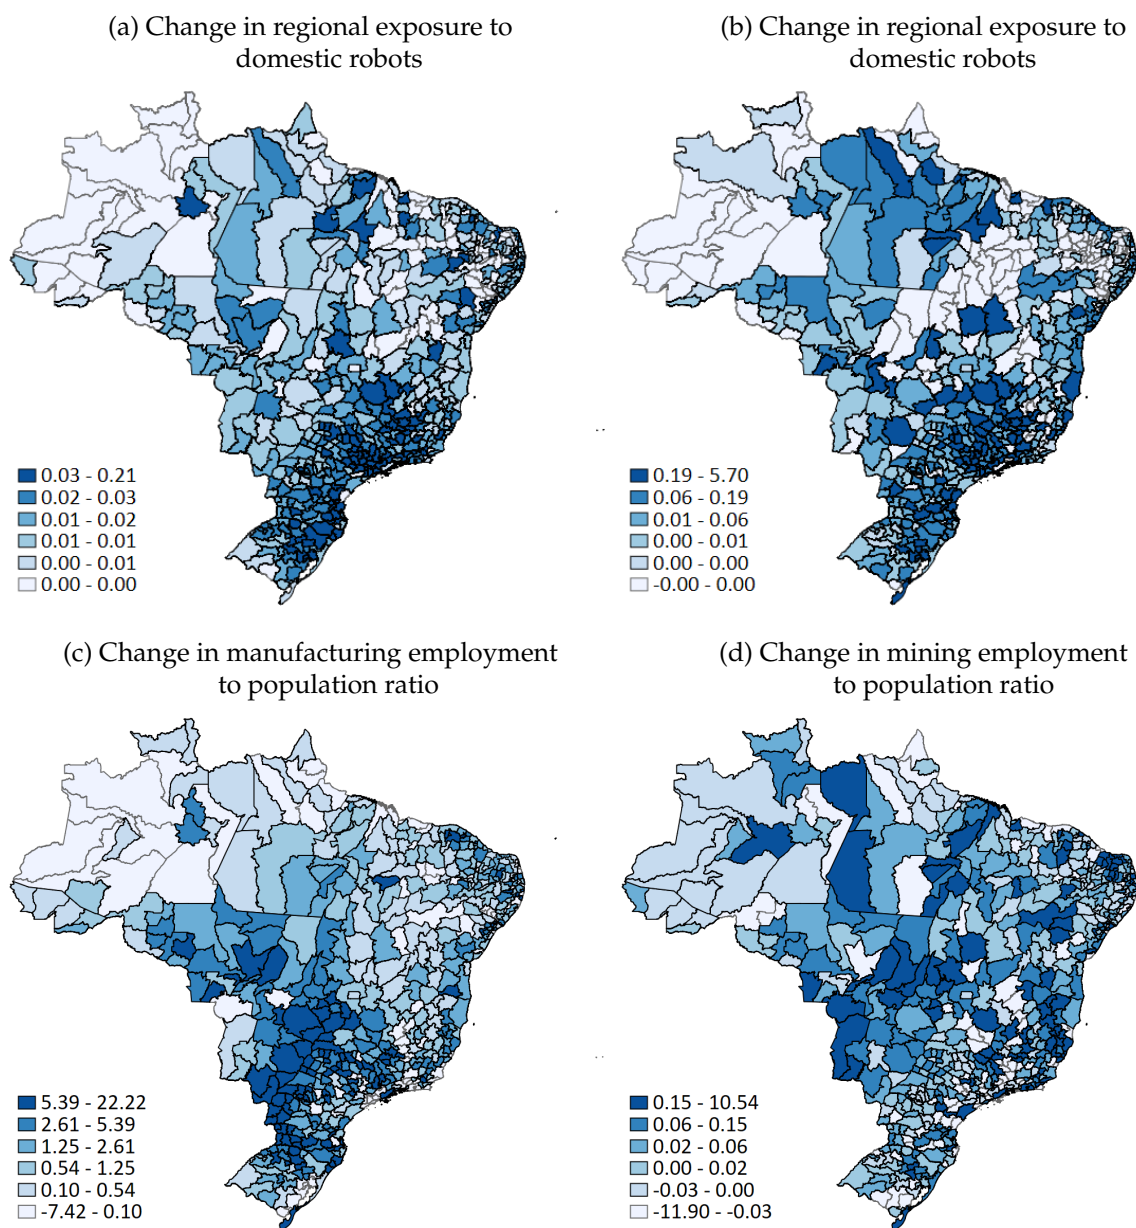 (a) Change in regional exposure to
domestic robots
(b) Change in regional exposure to
domestic robots
0.03 - 0.21
0.02 - 0.03
0.01 - 0.02
0.01 - 0.01
0.00 - 0.01
0.00 - 0.00
0.19 - 5.70
0.06 - 0.19
0.01 - 0.06
0.00 - 0.01
0.00 - 0.00
-0.00 - 0.00
(c) Change in manufacturing employment
to population ratio
(d) Change in mining employment
to population ratio
5.39 - 22.22
2.61 - 5.39
1.25 - 2.61
0.54 - 1.25
0.10 - 0.54
-7.42 - 0.10
0.15 - 10.54
0.06 - 0.15
0.02 - 0.06
0.00 - 0.02
-0.03 - 0.00
-11.90 - -0.03